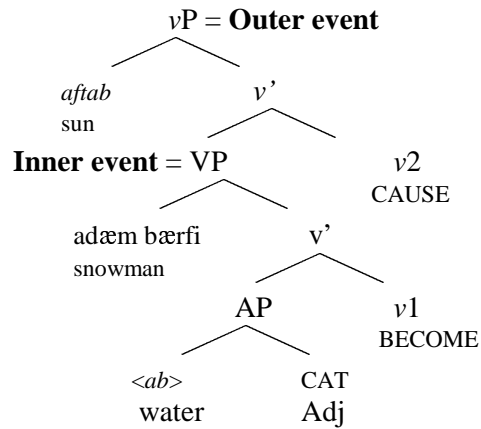 vP = Outer event
aftab v’
sun
Inner event = VP v2
CAUSE
adæm bærfi v’
snowman
AP v1
BECOME
<ab> CAT
water Adj